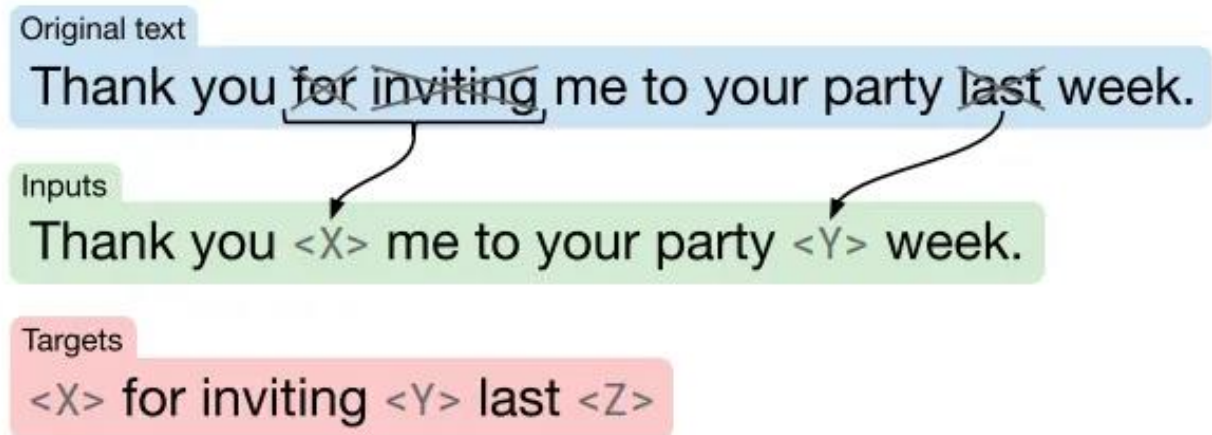 Original text
Thank you for inviting me to your party last week.
Inputs
Thank you <X> me to your party <Y> week.
Targets
<X> for inviting <Y> last <Z>